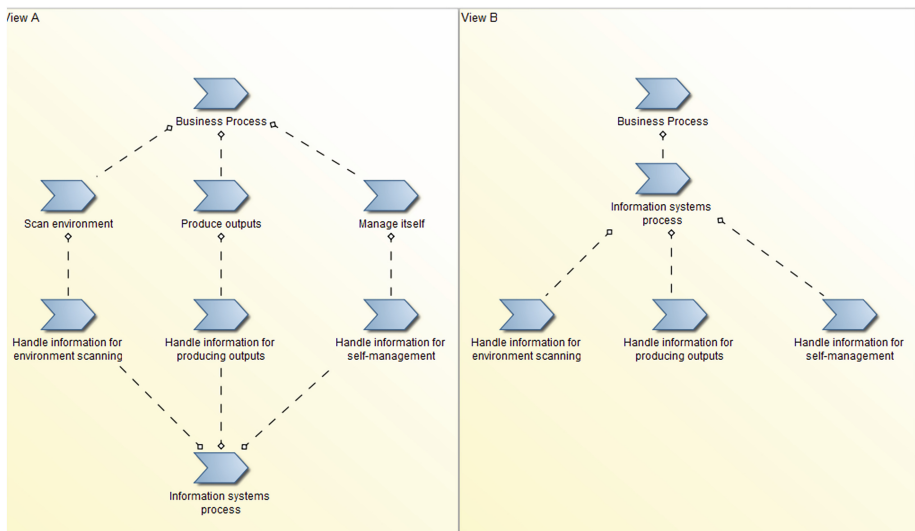 View A
View B
Business Process
Business Process
Scan environment
Produce outputs
Manage itself
Information systems
process
Handle information for
environment scanning
Handle information for
producing outputs
Handle information for
self-management
Handle information for
environment scanning
Handle information for
producing outputs
Handle information for
self-management
Information systems
process